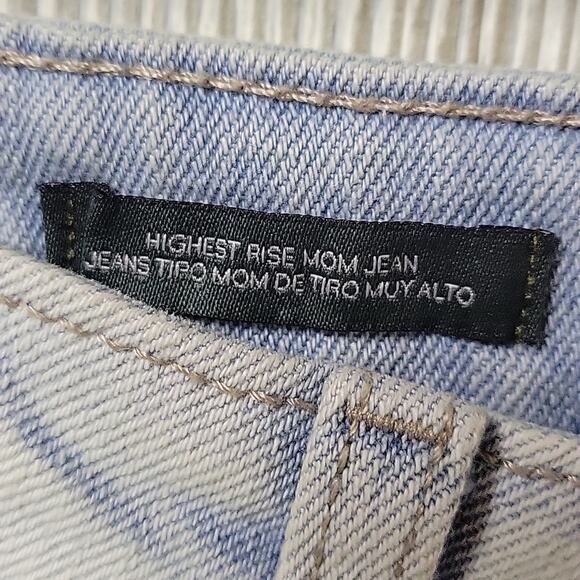 HIGHEST RISE MOM JEAN
JEANS TIRO MOM DE TIRO MUY ALTO